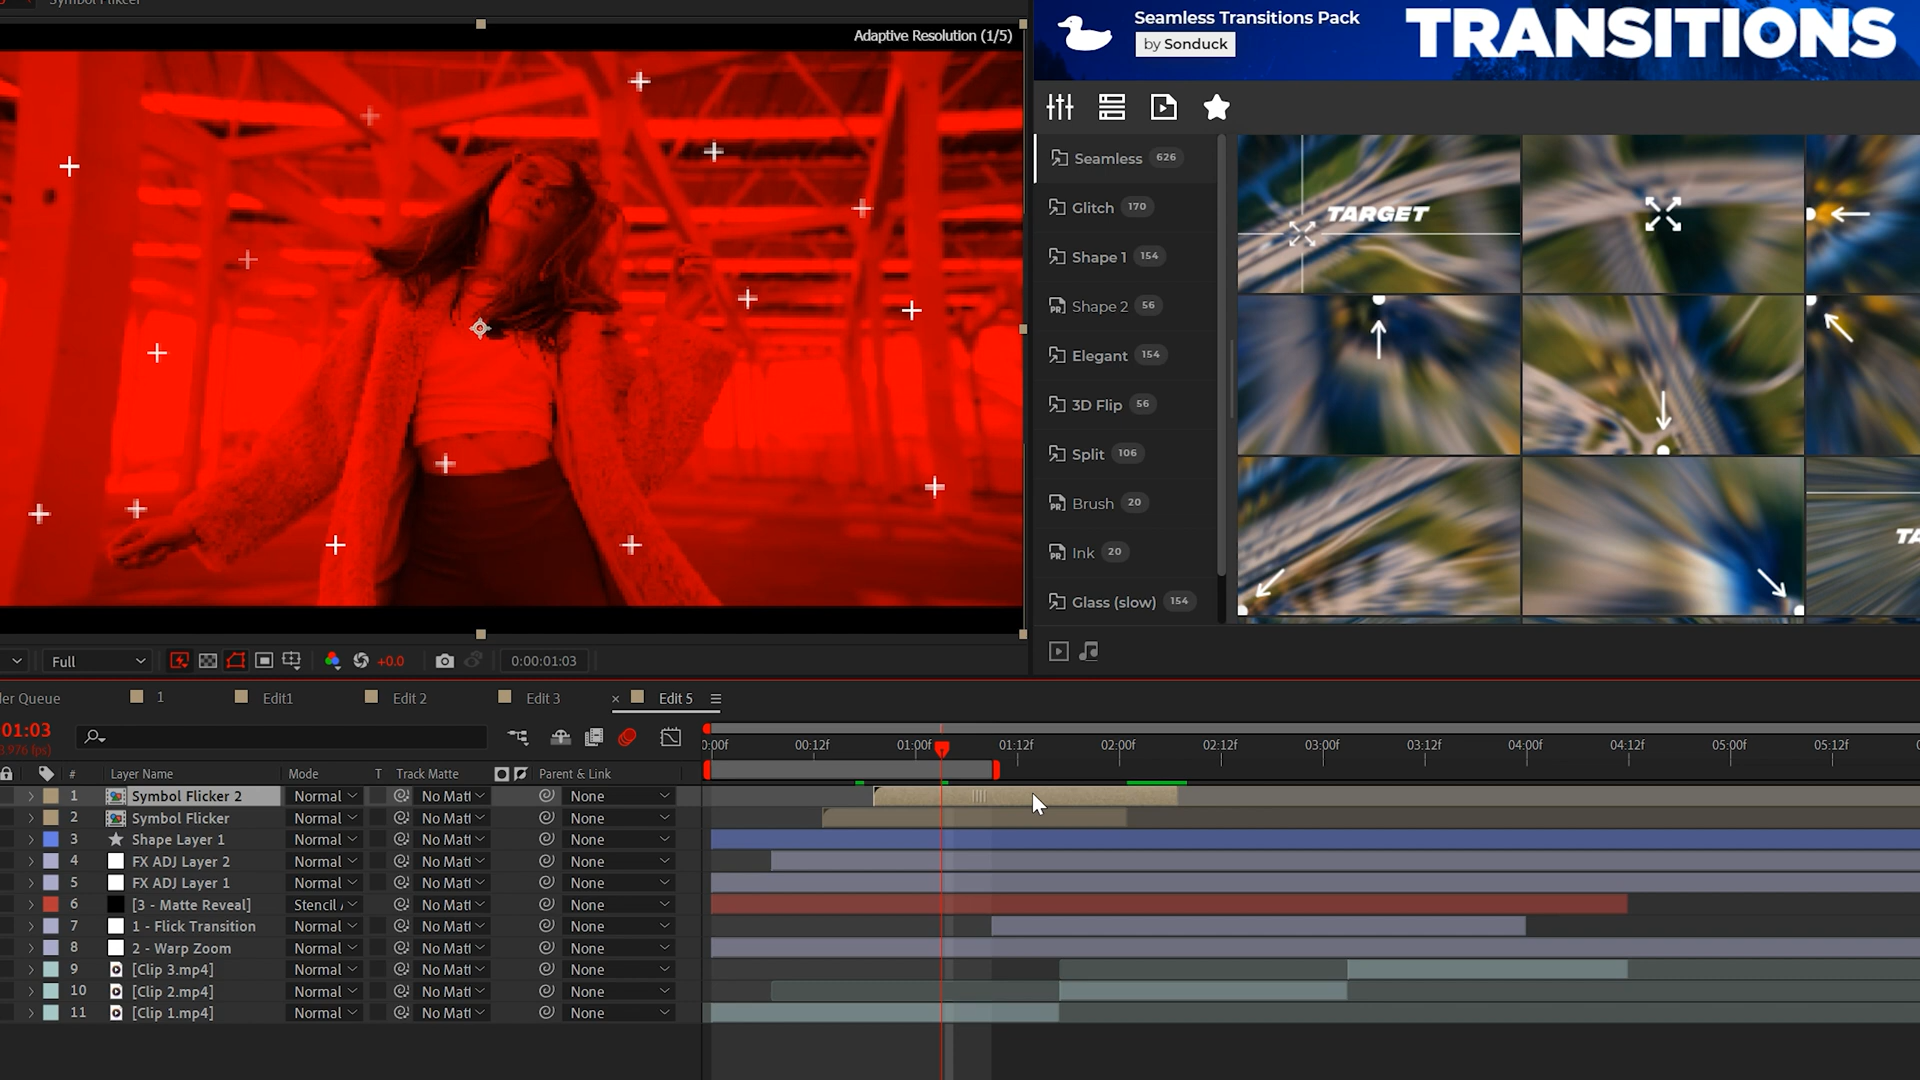 Symbol Flicker
Adaptive Resolution (1/5)
Seamless Transitions Pack
by Sonduck
TRANSITIONS
Seamless 626
Glitch 170
Shape 1 154
Shape 2 56
Elegant 154
3D Flip 56
Split 106
Brush 20
Ink 20
Glass (slow) 154
TARGET
TA
Full
+0.0
0:00:01:03
er Queue
1
Edit1
Edit 2
Edit 3
× Edit 5
01:03
# Layer Name Mode T Track Matte Parent & Link
0:00f 00:12f 01:00f 01:12f 02:00f 02:12f 03:00f 03:12f 04:00f 04:12f 05:00f 05:12f
1 Symbol Flicker 2 Normal No Matt None
2 Symbol Flicker Normal No Matt None
3 Shape Layer 1 Normal No Matt None
4 FX ADJ Layer 2 Normal No Matt None
5 FX ADJ Layer 1 Normal No Matt None
6 [3 - Matte Reveal] Stencil No Matt None
7 1 - Flick Transition Normal No Matt None
8 2 - Warp Zoom Normal No Matt None
9 [Clip 3.mp4] Normal No Matt None
10 [Clip 2.mp4] Normal No Matt None
11 [Clip 1.mp4] Normal No Matt None